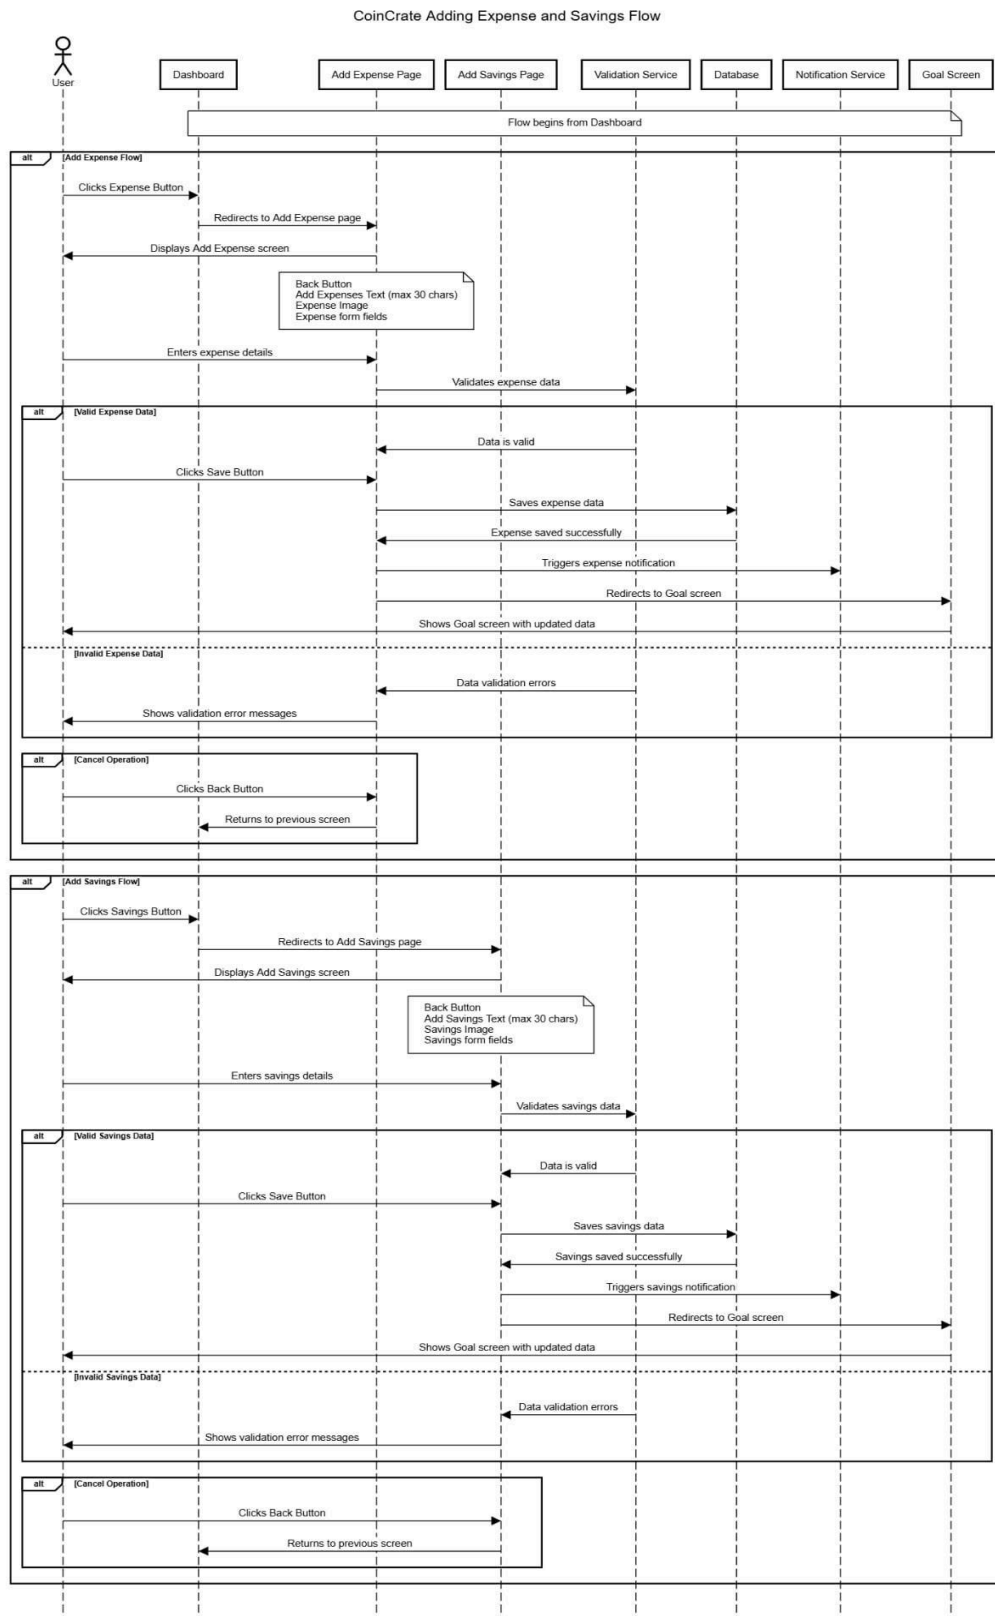 CoinCrate Adding Expense and Savings Flow
User
Dashboard
Add Expense Page
Add Savings Page
Validation Service
Database
Notification Service
Goal Screen
Flow begins from Dashboard
alt
[Add Expense Flow]
Clicks Expense Button
Redirects to Add Expense page
Displays Add Expense screen
Back Button
Add Expenses Text (max 30 chars)
Expense Image
Expense form fields
Enters expense details
Validates expense data
alt
[Valid Expense Data]
Data is valid
Clicks Save Button
Saves expense data
Expense saved successfully
Triggers expense notification
Redirects to Goal screen
Shows Goal screen with updated data
[Invalid Expense Data]
Data validation errors
Shows validation error messages
alt
[Cancel Operation]
Clicks Back Button
Returns to previous screen
alt
[Add Savings Flow]
Clicks Savings Button
Redirects to Add Savings page
Displays Add Savings screen
Back Button
Add Savings Text (max 30 chars)
Savings Image
Savings form fields
Enters savings details
Validates savings data
alt
[Valid Savings Data]
Data is valid
Clicks Save Button
Saves savings data
Savings saved successfully
Triggers savings notification
Redirects to Goal screen
Shows Goal screen with updated data
[Invalid Savings Data]
Data validation errors
Shows validation error messages
alt
[Cancel Operation]
Clicks Back Button
Returns to previous screen